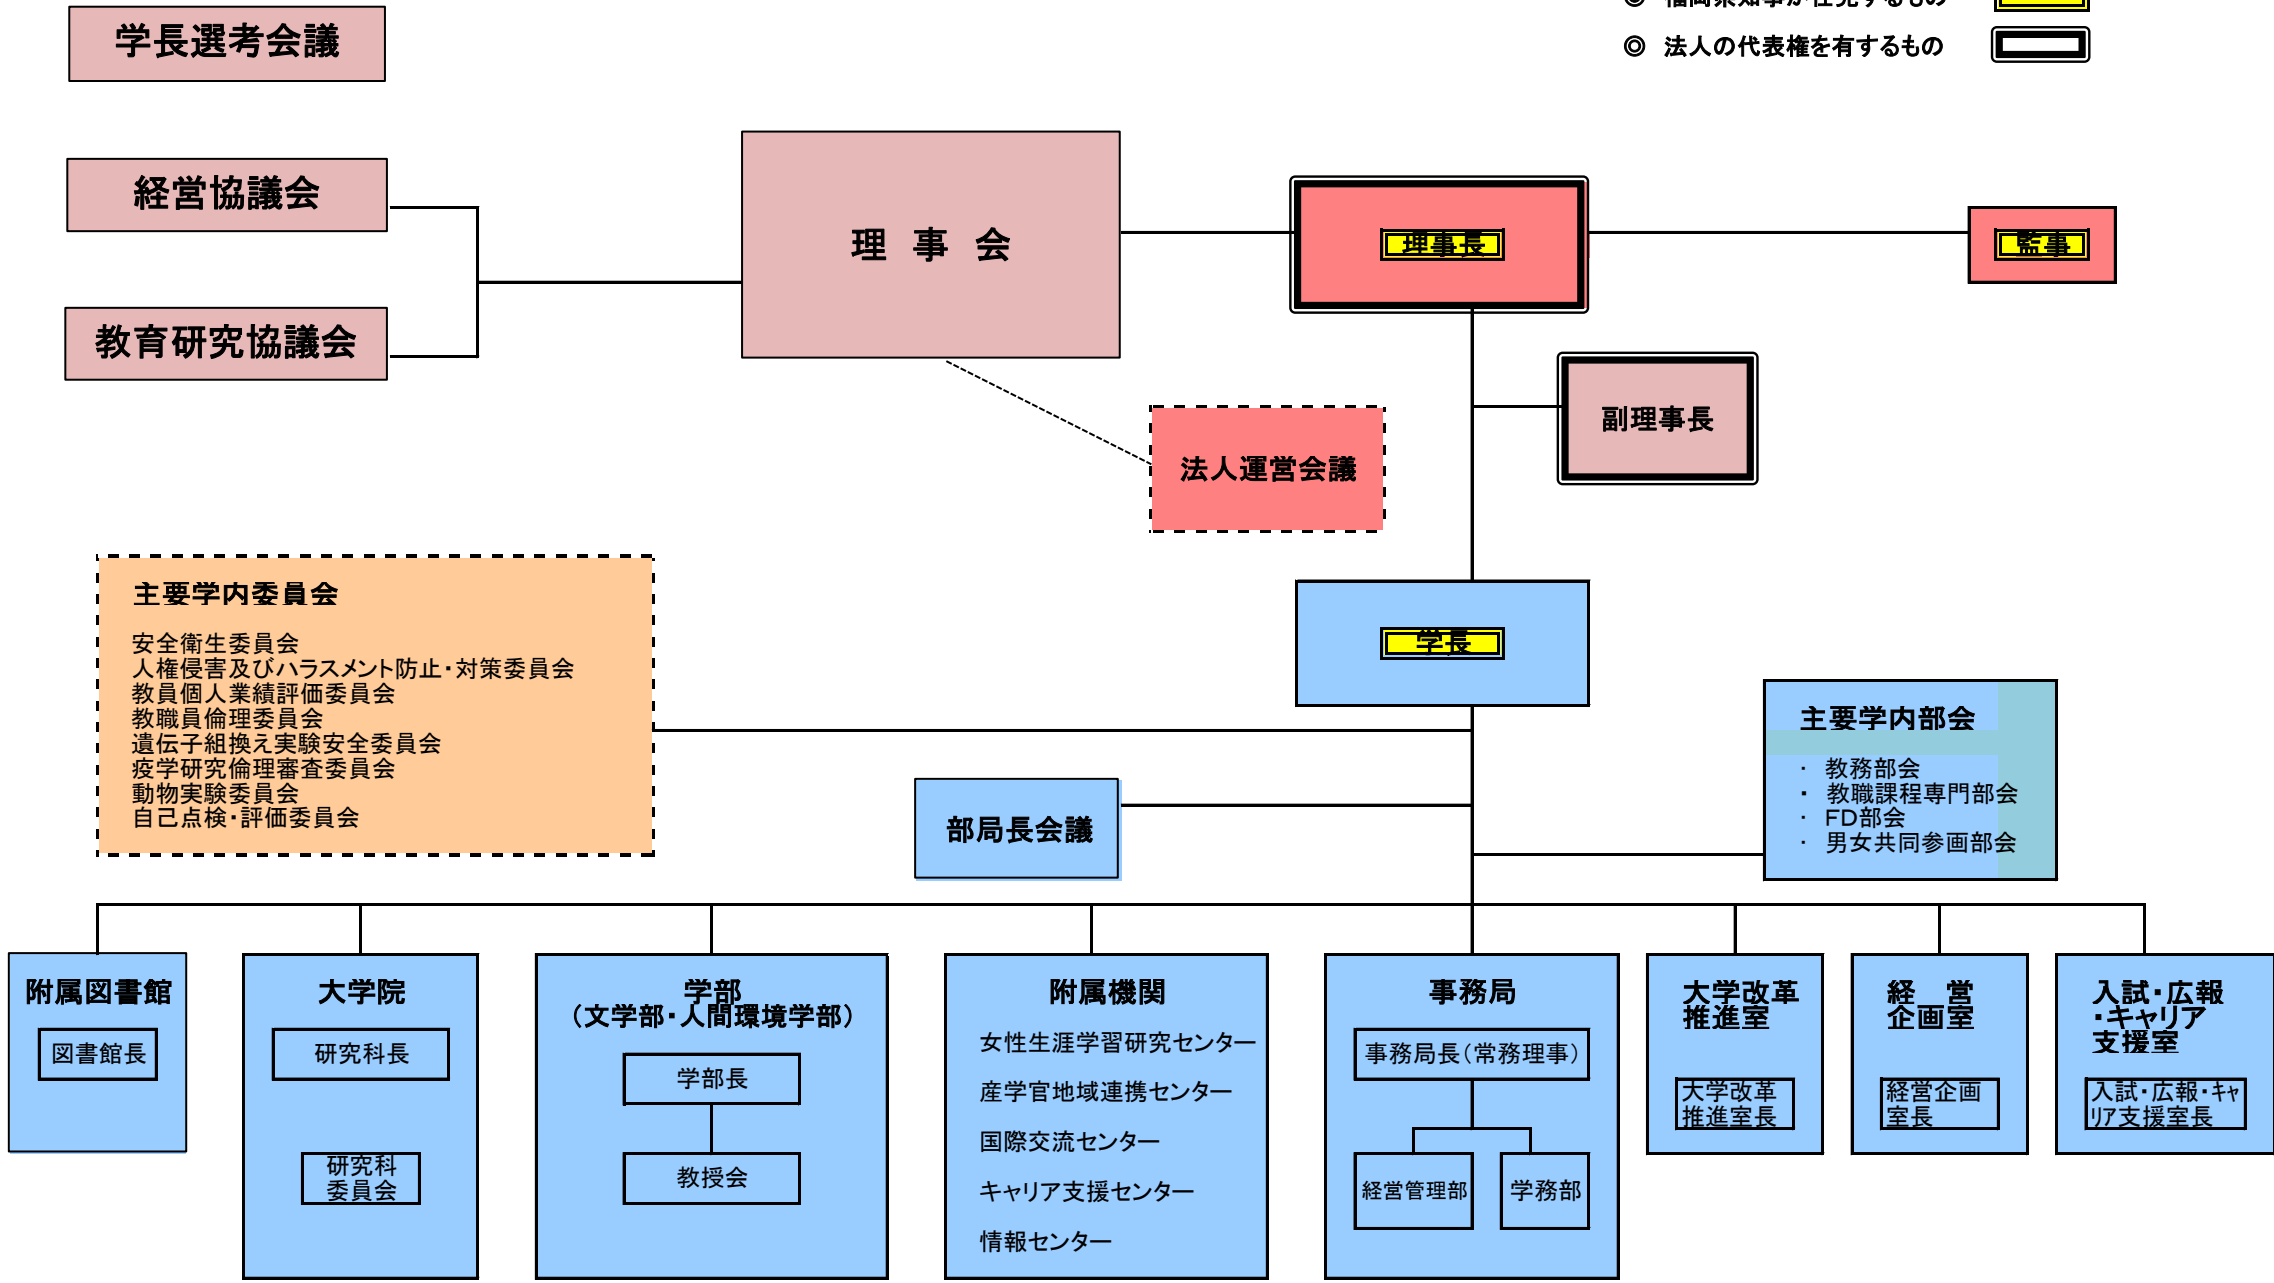 学長選考会議
◎ 福岡県知事が任免するもの
◎ 法人の代表権を有するもの
経営協議会
教育研究協議会
理 事 会
理事長
監事
副理事長
法人運営会議
主要学内委員会
安全衛生委員会
人権侵害及びハラスメント防止・対策委員会
教員個人業績評価委員会
教職員倫理委員会
遺伝子組換え実験安全委員会
疫学研究倫理審査委員会
動物実験委員会
自己点検・評価委員会
学長
主要学内部会
・ 教務部会
・ 教職課程専門部会
・ FD部会
・ 男女共同参画部会
部局長会議
附属図書館
図書館長
大学院
研究科長
研究科
委員会
学部
（文学部・人間環境学部）
学部長
教授会
附属機関
女性生涯学習研究センター
産学官地域連携センター
国際交流センター
キャリア支援センター
情報センター
事務局
事務局長（常務理事）
経営管理部
学務部
大学改革
推進室
大学改革
推進室長
経 営
企画室
経営企画
室長
入試・広報
・キャリア
支援室
入試・広報・キャ
リア支援室長